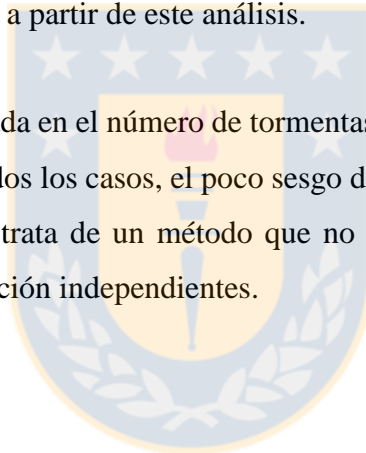 a partir de este análisis.
da en el número de tormentas
dos los casos, el poco sesgo d
trata de un método que no
ción independientes.